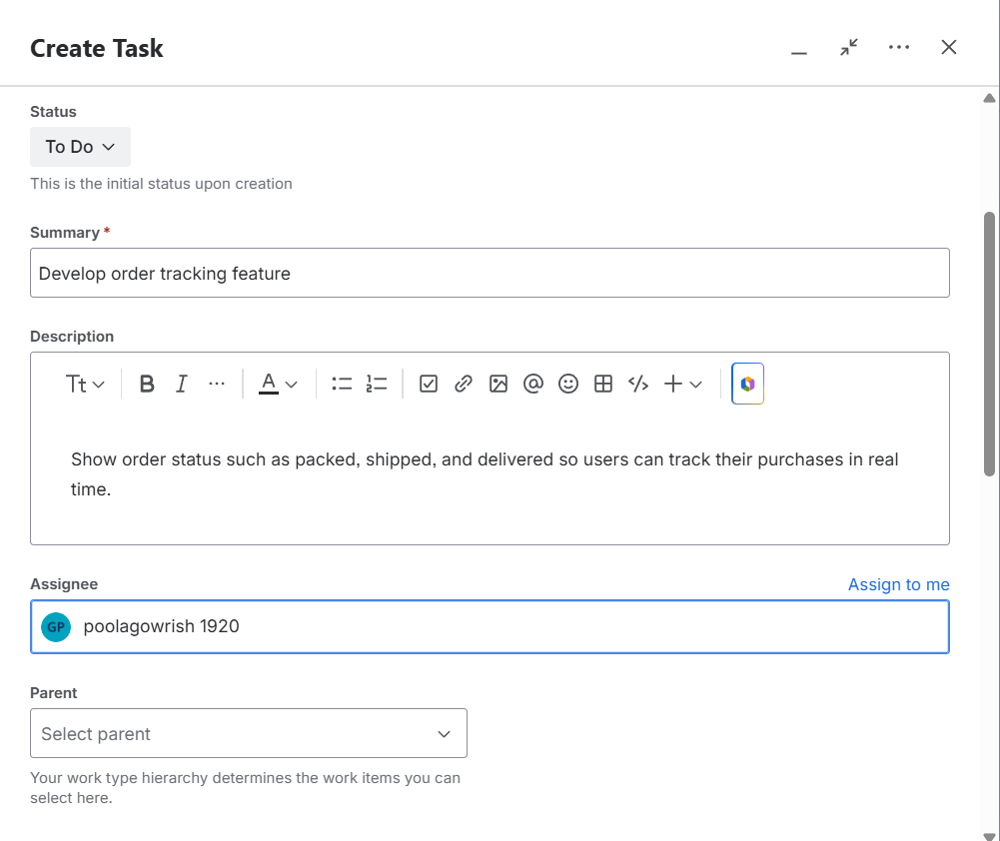 Create Task
Status
To Do
This is the initial status upon creation
Summary *
Develop order tracking feature
Description
Tt B I ... A @ </> +
Show order status such as packed, shipped, and delivered so users can track their purchases in real
time.
Assignee Assign to me
GP poolagowrish 1920
Parent
Select parent
Your work type hierarchy determines the work items you can
select here.